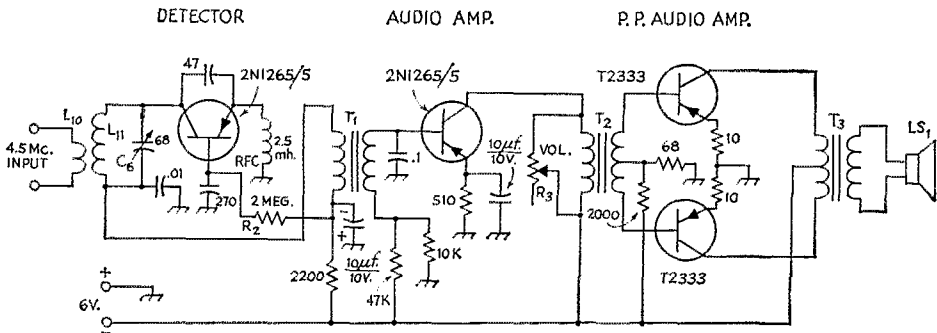 DETECTOR
AUDIO AMP.
P.P. AUDIO AMP.
47
2N1265/5
2N1265/5
T2333
L10
L11
C6
68
4.5 Mc.
INPUT
.01
270
RFC
2.5
mh.
2 MEG.
R2
T1
.1
10µf.
10V.
510
VOL.
R3
T2
68
10
10
2000
T3
LS1
T2333
2200
10µf.
10V.
47K
10K
+
6V.
-
-
+